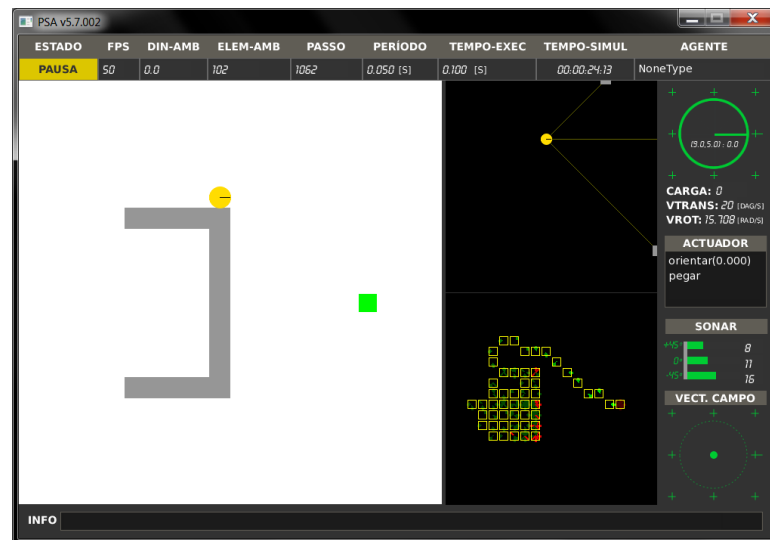 PSA v5.7.002
ESTADO FPS DIN-AMB ELEM-AMB PASSO PERÍODO TEMPO-EXEC TEMPO-SIMUL AGENTE
PAUSA 50 0.0 102 1062 0.050 [S] 0.100 [S] 00:00:24:13 NoneType
(9.0,5.0) : 0.0
CARGA: 0
VTRANS: 20 [DAG/S]
VROT: 15.708 [RAD/S]
ACTUADOR
orientar(0.000)
pegar
SONAR
+45° 8
0° 11
-45° 16
VECT. CAMPO
INFO